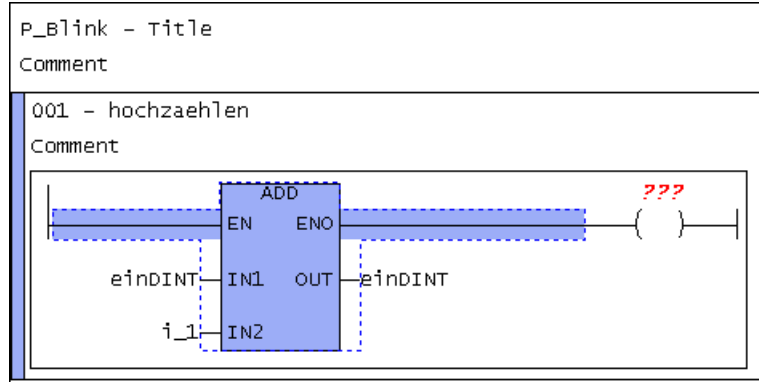 P_Blink - Title
Comment
001 - hochzaehlen
Comment
ADD
???
EN ENO
einDINT IN1 OUT einDINT
i_1 IN2